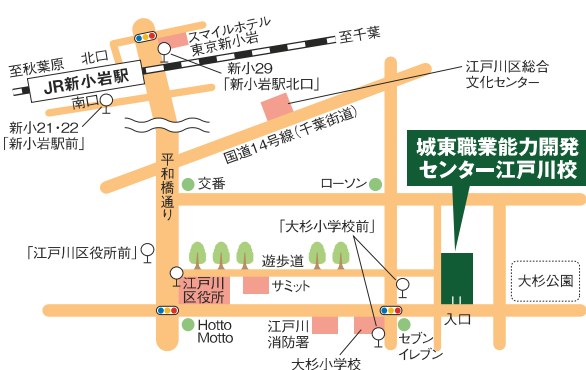 スマイルホテル
東京新小岩
至千葉
北口
至秋葉原
JR新小岩駅
新小29
「新小岩駅北口」
江戸川区総合
文化センター
南口
新小21・22
「新小岩駅前」
国道14号線(千葉街道)
城東職業能力開発
センター江戸川校
平和橋通り
交番
ローソン
「大杉小学校前」
「江戸川区役所前」
遊歩道
江戸川
区役所
サミット
大杉公園
入口
Hotto
Motto
江戸川
消防署
セブン
イレブン
大杉小学校